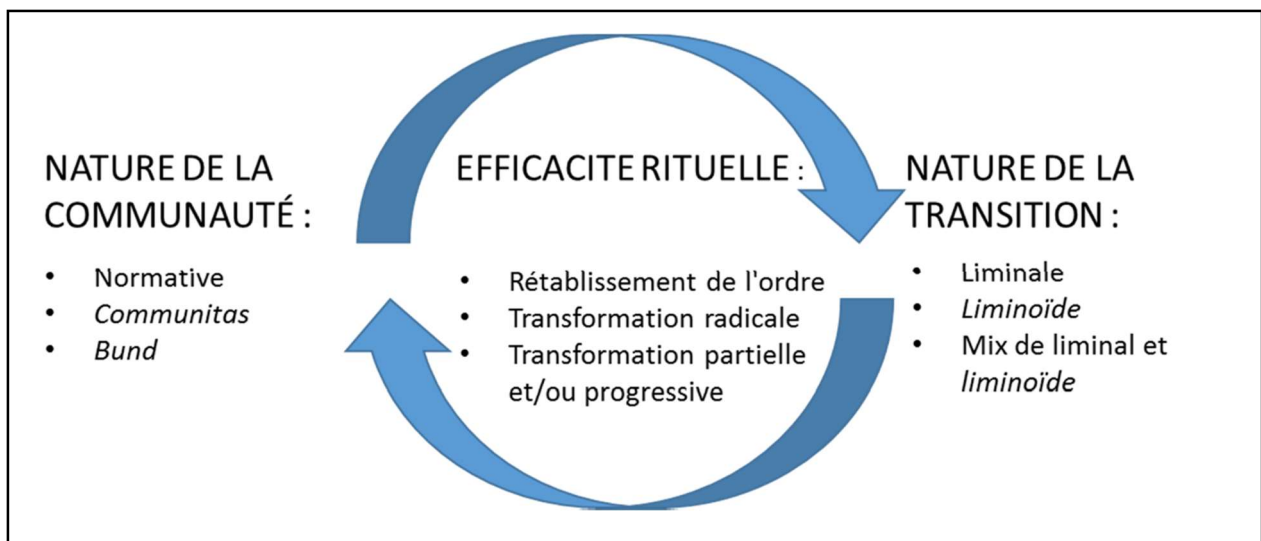 NATURE DE LA
COMMUNAUTÉ :
• Normative
• Communitas
• Bund
EFFICACITE RITUELLE :
• Rétablissement de l'ordre
• Transformation radicale
• Transformation partielle
et/ou progressive
NATURE DE LA
TRANSITION :
• Liminale
• Liminoïde
• Mix de liminal et
liminoïde